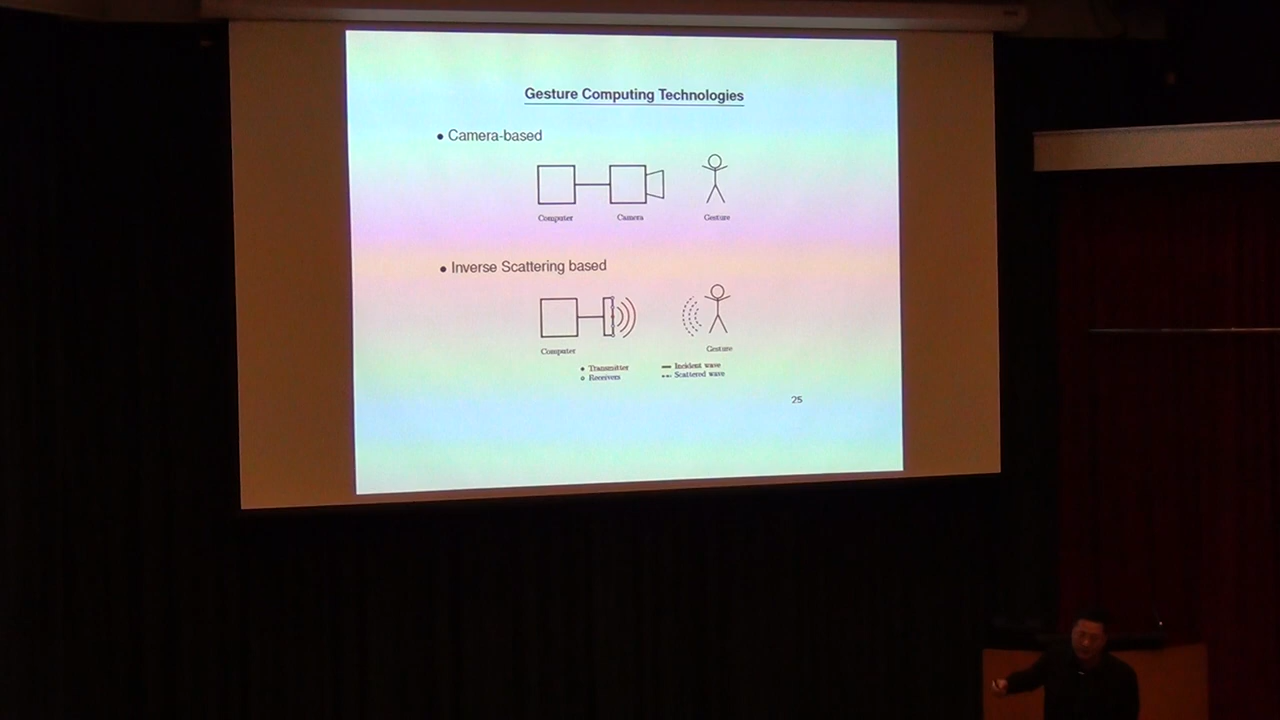 Gesture Computing Technologies
• Camera-based
Computer Camera Gesture
• Inverse Scattering based
Computer Gesture
• Transmitter
o Receivers
Incident wave
Scattered wave
25